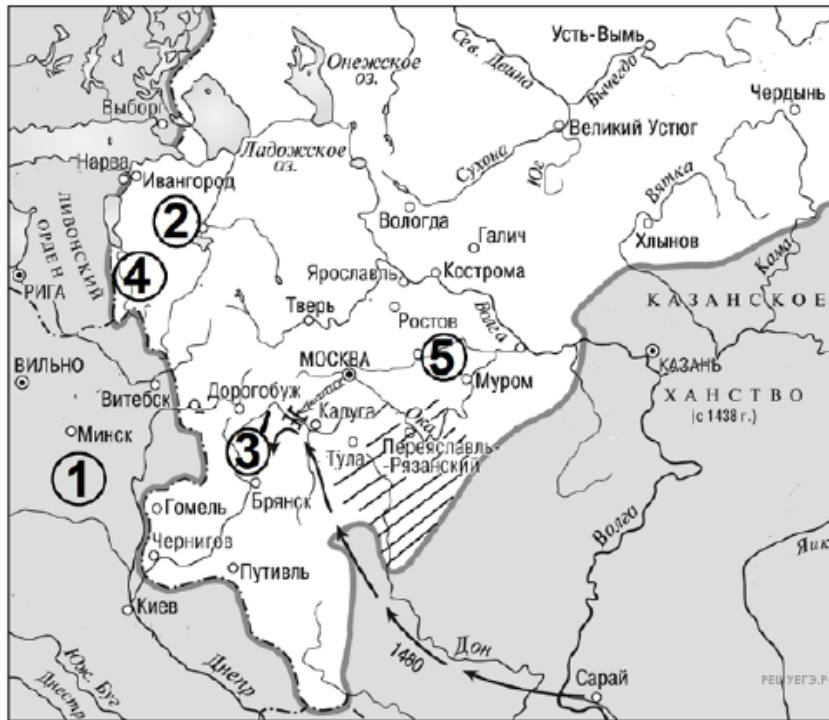 Онежское
оз.
Усть-Вымь
Сев. Двина
Вычегда
Чердынь
Выборг
Великий Устюг
Ладожское
оз.
Сухона
Юг
Нарва
Ивангород
Вятка
2
Вологда
Галич
Хлынов
Кама
ЛИВОНСКИЙ
ОРДЕН
4
Ярославль
Кострома
РИГА
КАЗАНСКОЕ
Тверь
Ростов
Волга
МОСКВА
5
КАЗАНЬ
ВИЛЬНО
Муром
ХАНСТВО
(с 1438 г.)
Витебск
Дорогобуж
Калуга
Ока
Минск
Тула
Переяславль-
-Рязанский
1
3
Брянск
Гомель
Волга
Чернигов
Яик
Путивль
Киев
Дон
1480
Юж. Буг
Днепр
Днестр
Сарай
РЕШУЕГЭ.РФ